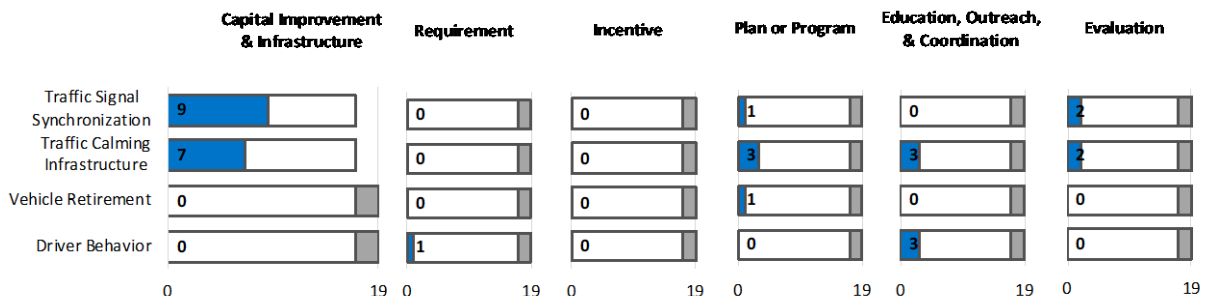 Capital Improvement
& Infrastructure
Requirement
Incentive
Plan or Program
Education, Outreach,
& Coordination
Evaluation
Traffic Signal
Synchronization
9
0
0
1
0
2
Traffic Calming
Infrastructure
7
0
0
3
3
2
Vehicle Retirement
0
0
0
1
0
0
Driver Behavior
0
1
0
0
3
0
0 19 0 19 0 19 0 19 0 19 0 19